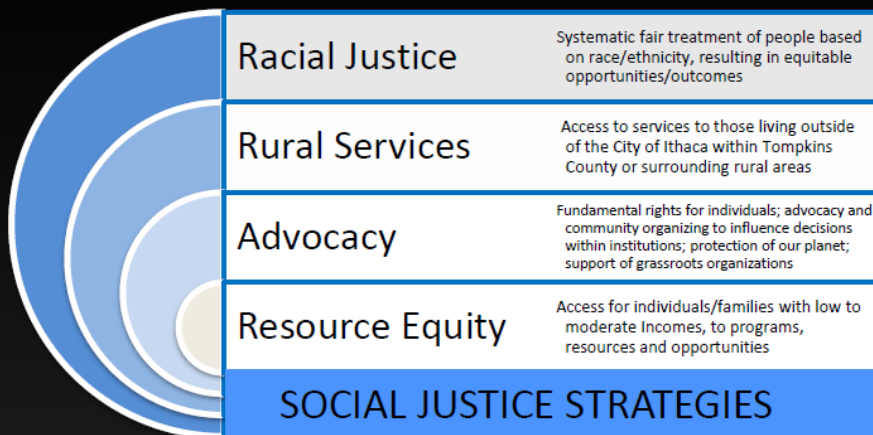 Racial Justice
Systematic fair treatment of people based
on race/ethnicity, resulting in equitable
opportunities/outcomes
Rural Services
Access to services to those living outside
of the City of Ithaca within Tompkins
County or surrounding rural areas
Advocacy
Fundamental rights for individuals; advocacy and
community organizing to influence decisions
within institutions; protection of our planet;
support of grassroots organizations
Resource Equity
Access for individuals/families with low to
moderate Incomes, to programs,
resources and opportunities
SOCIAL JUSTICE STRATEGIES